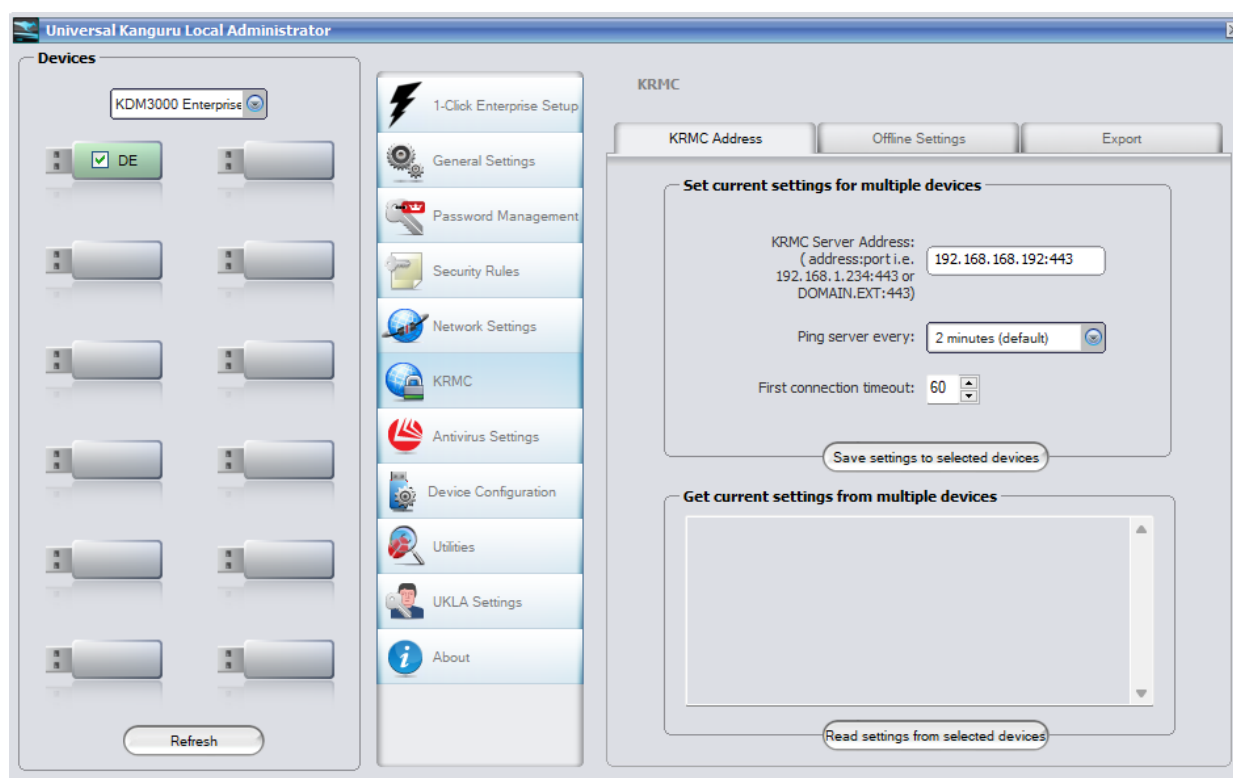 Universal Kanguru Local Administrator
Devices
KDM3000 Enterprise
DE
Refresh
1-Click Enterprise Setup
General Settings
Password Management
Security Rules
Network Settings
KRMC
Antivirus Settings
Device Configuration
Utilities
UKLA Settings
About
KRMC
KRMC Address
Offline Settings
Export
Set current settings for multiple devices
KRMC Server Address:
( address:port i.e.
192.168.1.234:443 or
DOMAIN.EXT:443)
192.168.168.192:443
Ping server every:
2 minutes (default)
First connection timeout:
60
Save settings to selected devices
Get current settings from multiple devices
Read settings from selected devices